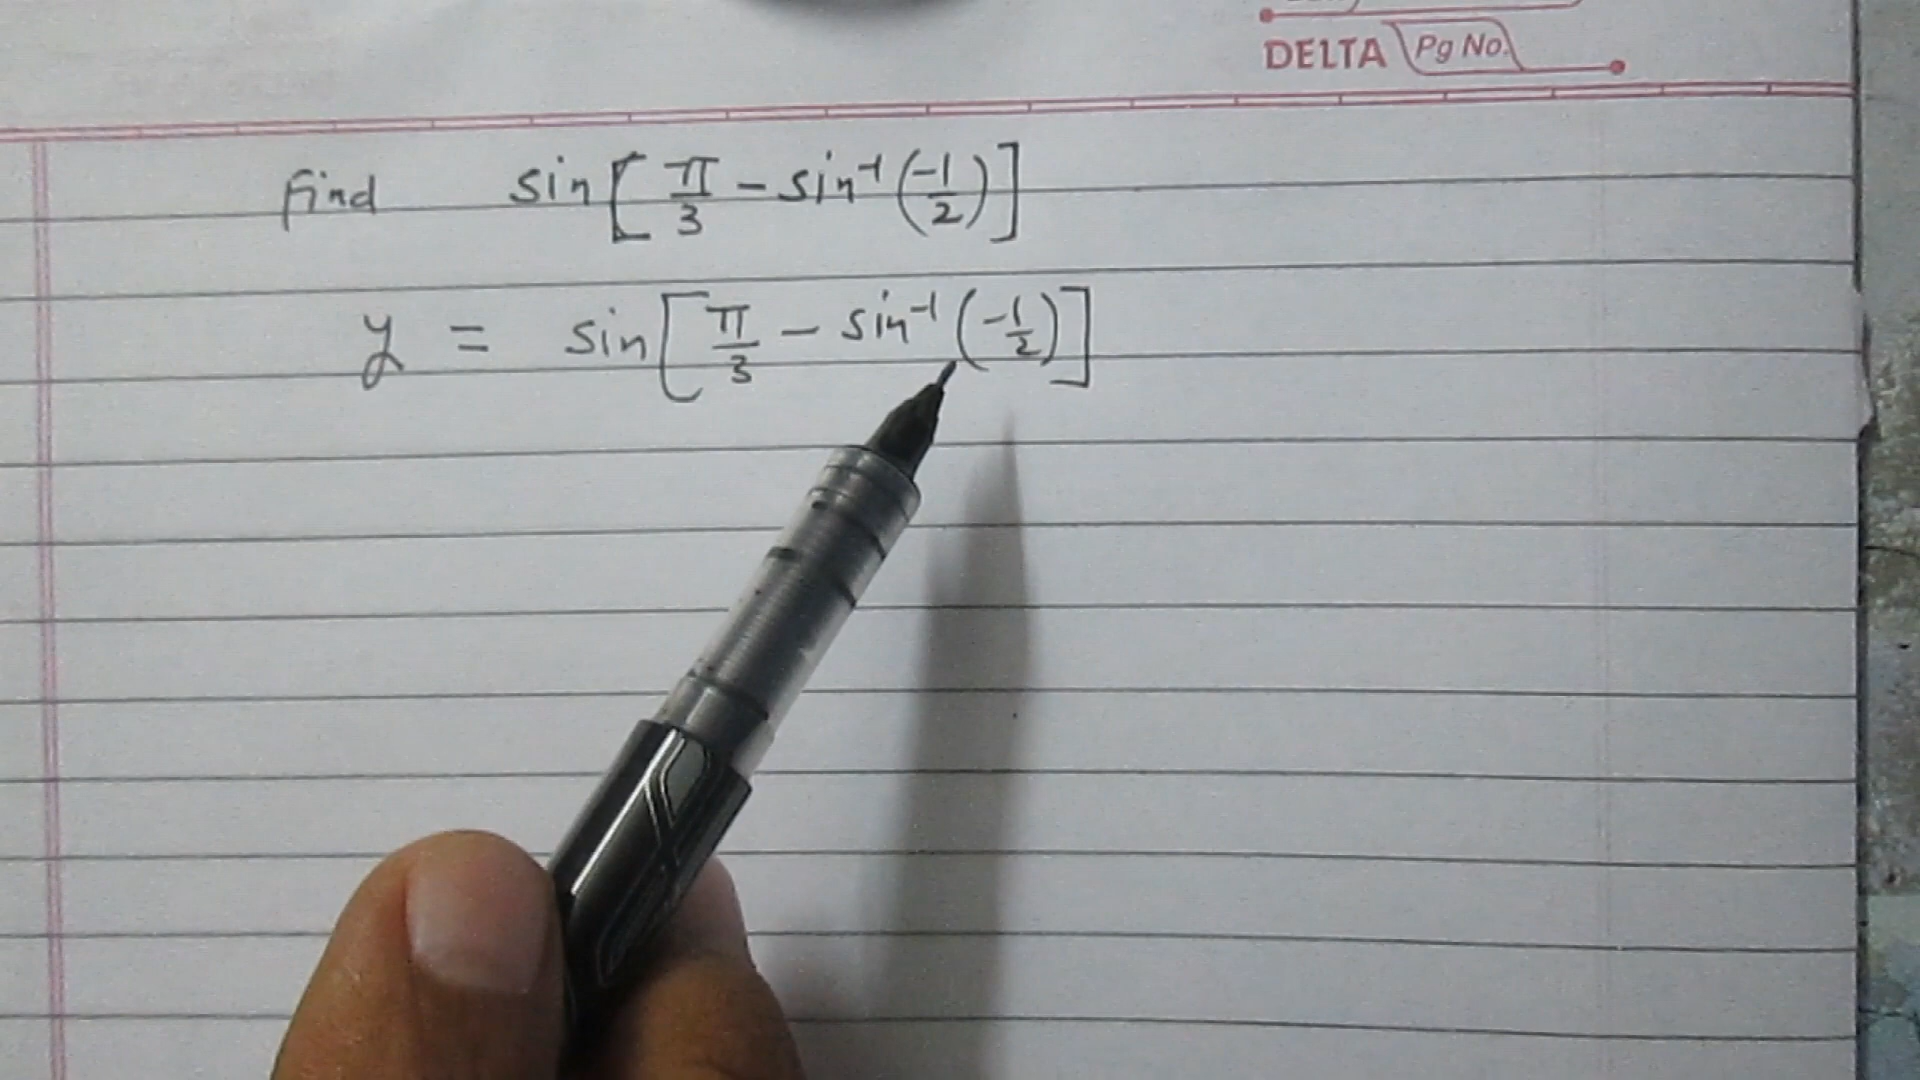 DELTA Pg No.
Find sin[π/3 - sin⁻¹(-1/2)]
y = sin[π/3 - sin⁻¹(-1/2)]